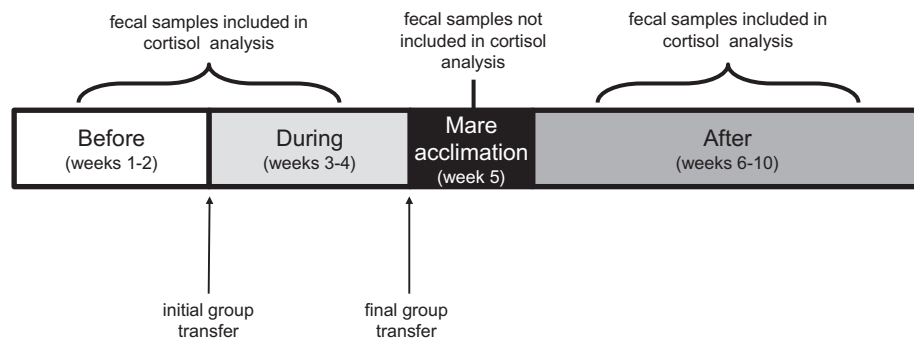 fecal samples included in
cortisol analysis
fecal samples not
included in cortisol
analysis
fecal samples included in
cortisol analysis
Before
(weeks 1-2)
During
(weeks 3-4)
Mare
acclimation
(week 5)
After
(weeks 6-10)
initial group
transfer
final group
transfer